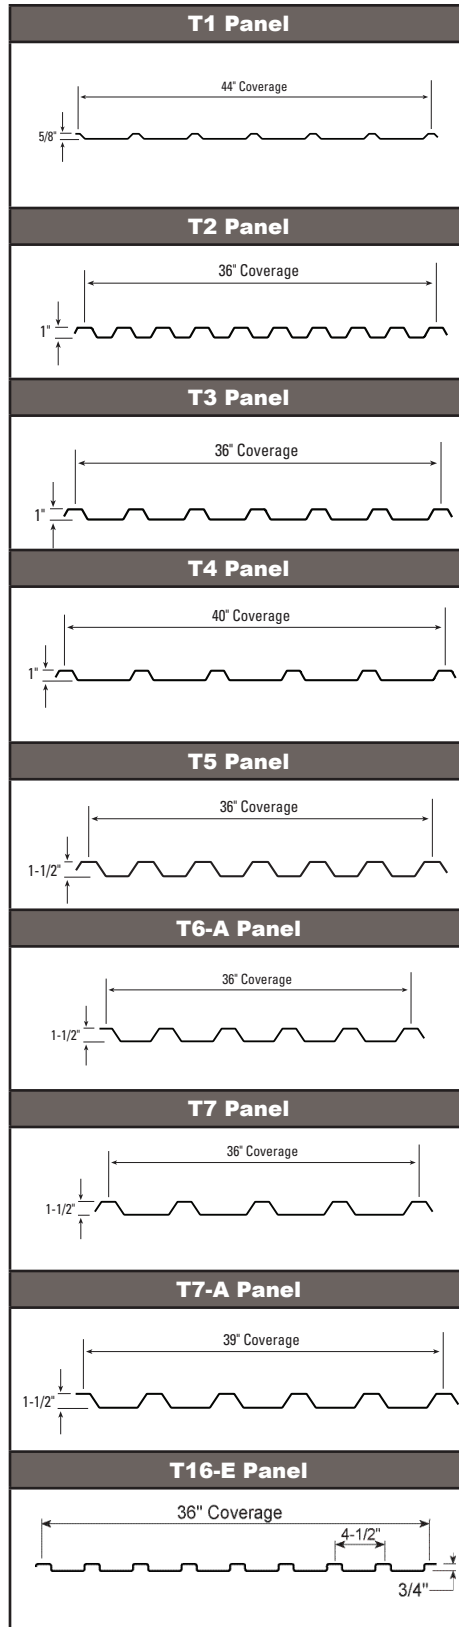 T1 Panel
44" Coverage
5/8"
T2 Panel
36" Coverage
1"
T3 Panel
36" Coverage
1"
T4 Panel
40" Coverage
1"
T5 Panel
36" Coverage
1-1/2"
T6-A Panel
36" Coverage
1-1/2"
T7 Panel
36" Coverage
1-1/2"
T7-A Panel
39" Coverage
1-1/2"
T16-E Panel
36" Coverage
4-1/2"
3/4"